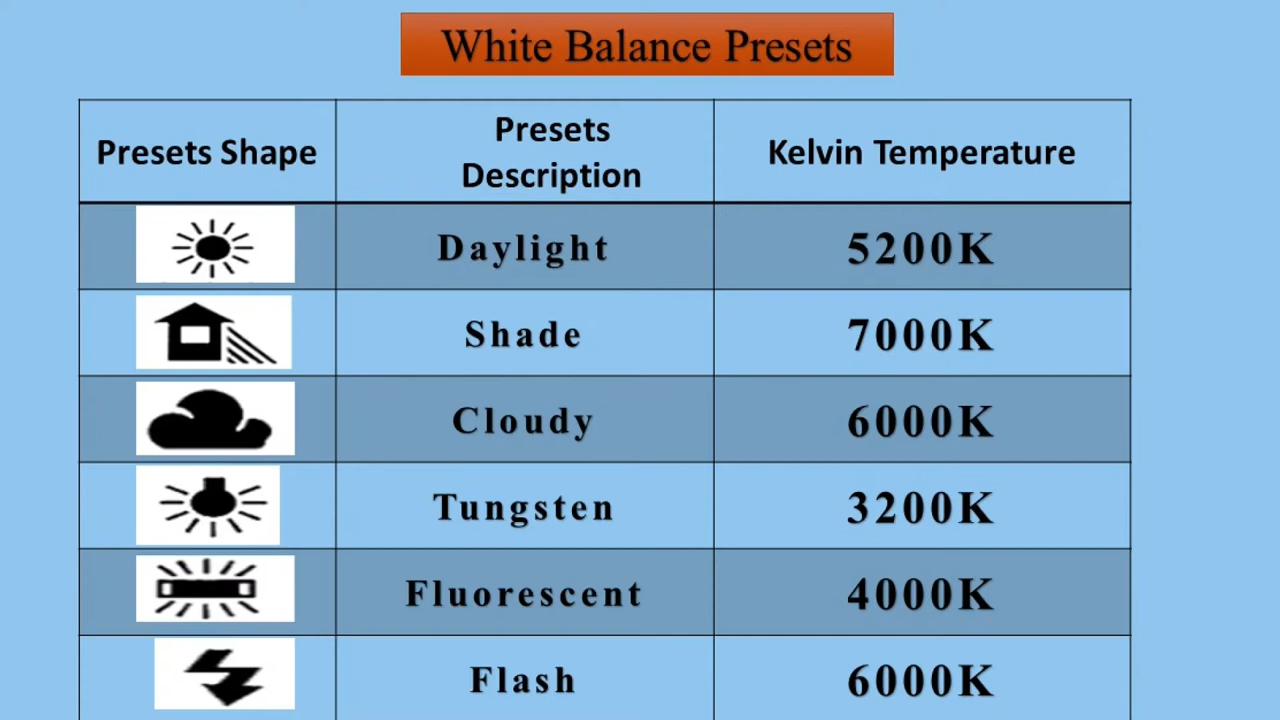 White Balance Presets
Presets Shape
Presets
Description
Kelvin Temperature
Daylight
5200K
Shade
7000K
Cloudy
6000K
Tungsten
3200K
Fluorescent
4000K
Flash
6000K